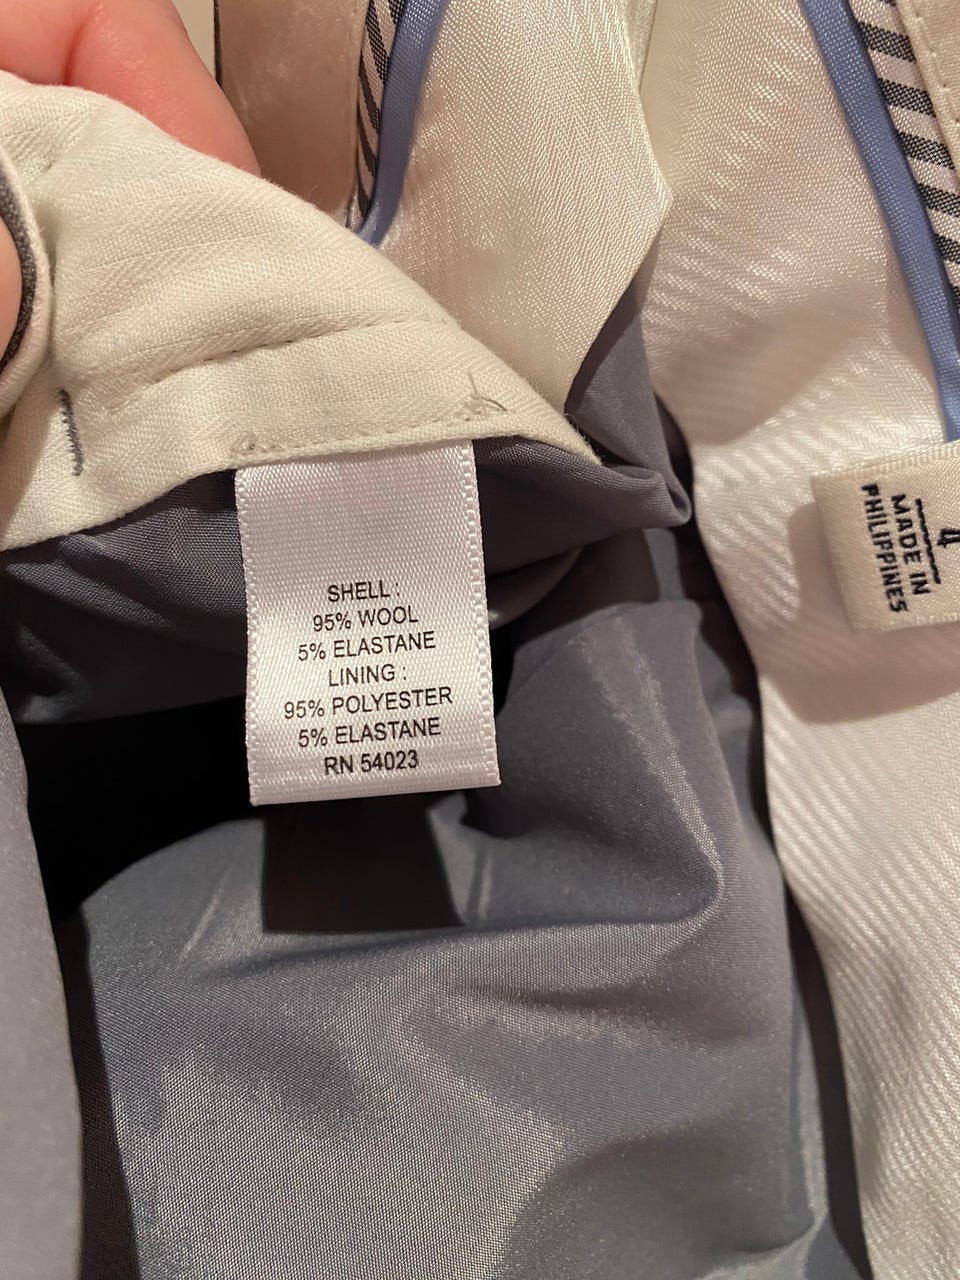 SHELL :
95% WOOL
5% ELASTANE
LINING :
95% POLYESTER
5% ELASTANE
RN 54023
4
MADE IN
PHILIPPINES